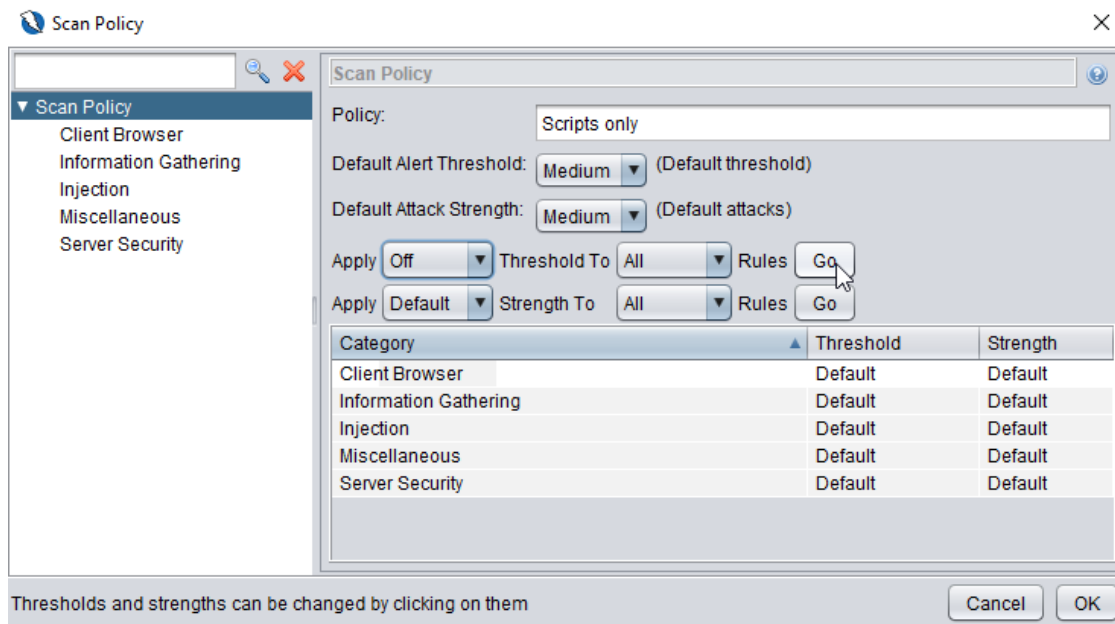 Scan Policy
Scan Policy
▼ Scan Policy
Client Browser
Information Gathering
Injection
Miscellaneous
Server Security
Policy: Scripts only
Default Alert Threshold: Medium (Default threshold)
Default Attack Strength: Medium (Default attacks)
Apply Off Threshold To All Rules Go
Apply Default Strength To All Rules Go
Category Threshold Strength
Client Browser Default Default
Information Gathering Default Default
Injection Default Default
Miscellaneous Default Default
Server Security Default Default
Thresholds and strengths can be changed by clicking on them Cancel OK